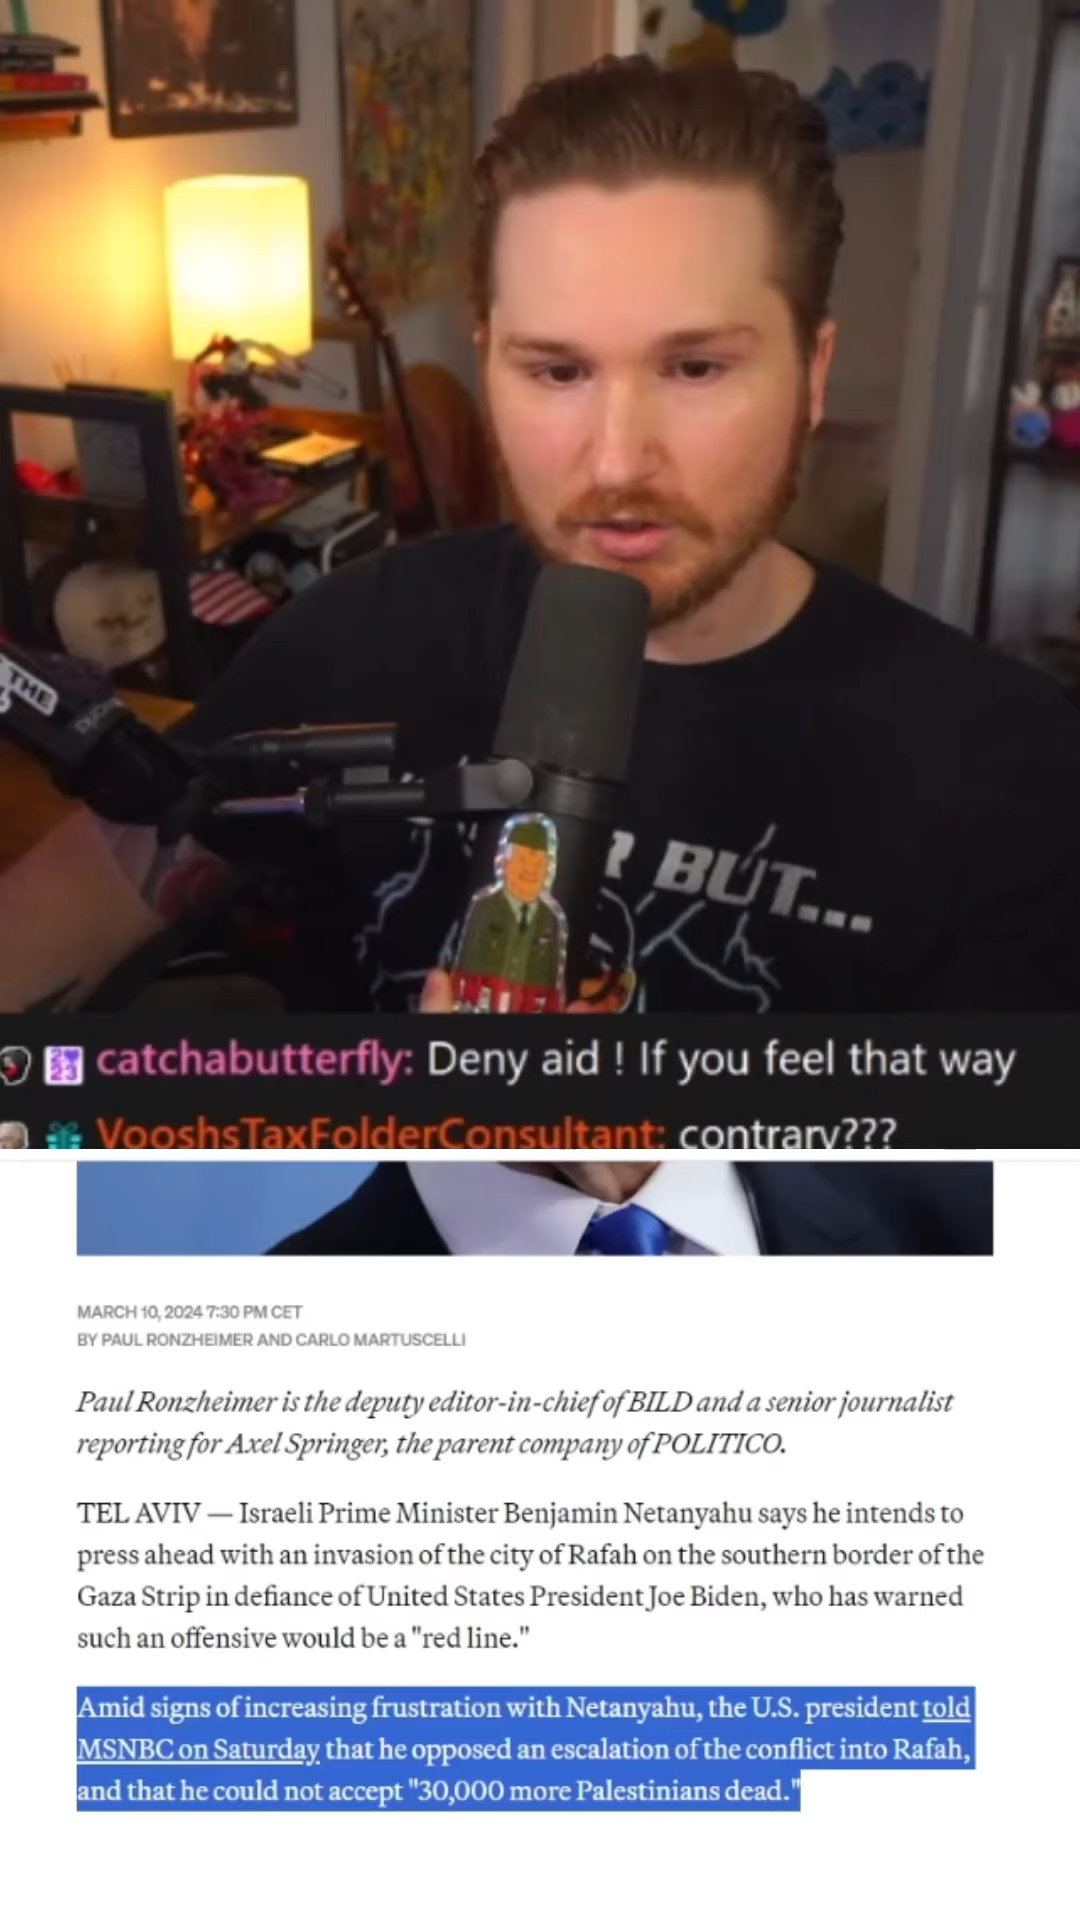 THE
BUT...
catchabutterfly: Deny aid ! If you feel that way
VooshsTaxFolderConsultant: contrary???
MARCH 10, 2024 7:30 PM CET
BY PAUL RONZHEIMER AND CARLO MARTUSCELLI
Paul Ronzheimer is the deputy editor-in-chief of BILD and a senior journalist
reporting for Axel Springer, the parent company of POLITICO.
TEL AVIV — Israeli Prime Minister Benjamin Netanyahu says he intends to
press ahead with an invasion of the city of Rafah on the southern border of the
Gaza Strip in defiance of United States President Joe Biden, who has warned
such an offensive would be a "red line."
Amid signs of increasing frustration with Netanyahu, the U.S. president told
MSNBC on Saturday that he opposed an escalation of the conflict into Rafah,
and that he could not accept "30,000 more Palestinians dead."